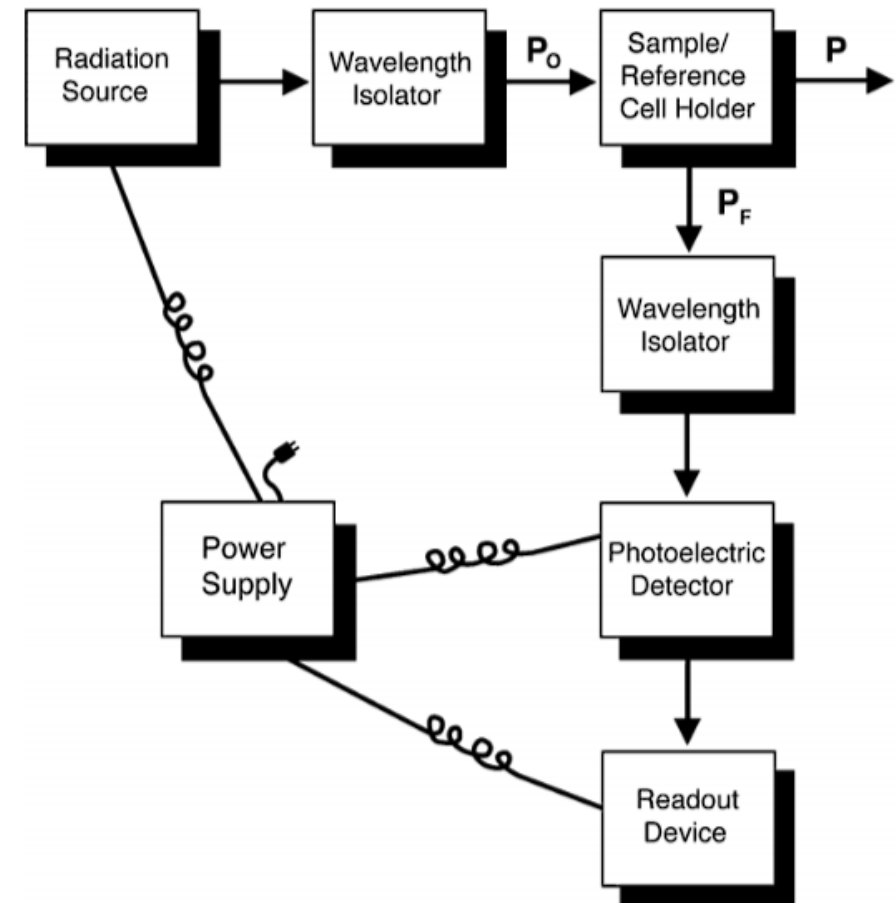 Radiation
Source
Wavelength
Isolator
Po
Sample/
Reference
Cell Holder
P
PF
Wavelength
Isolator
Power
Supply
Photoelectric
Detector
Readout
Device